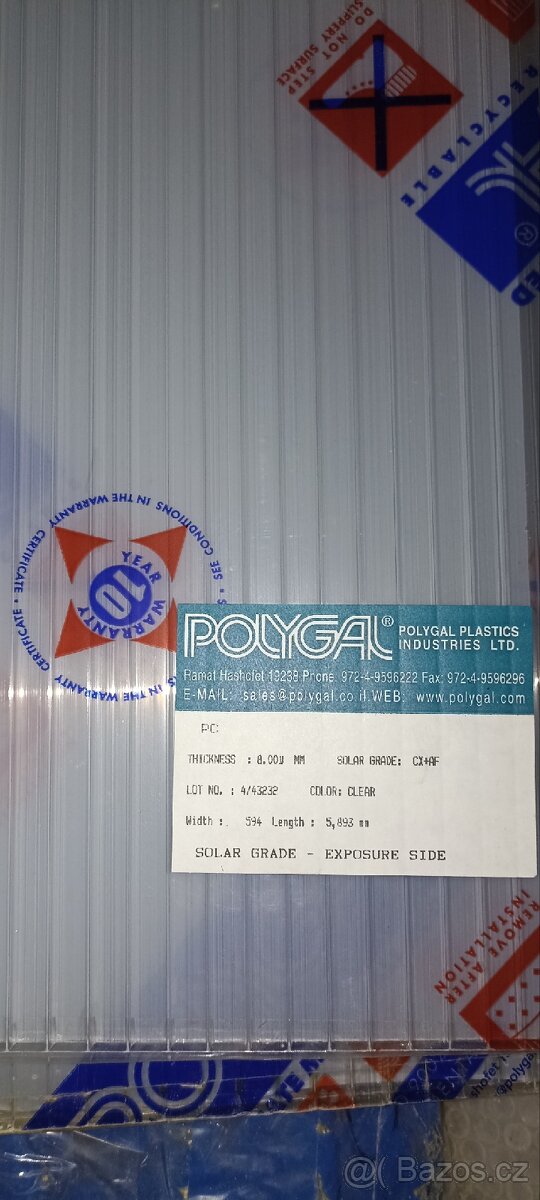 DO NOT STEP
SLIPPERY SURFACE
RECYCLABLE
®
SEE CONDITIONS IN THE WARRANTY CERTIFICATE •
10 YEAR WARRANTY
POLYGAL®
POLYGAL PLASTICS
INDUSTRIES LTD.
Ramat Hashofet 19238 Phone: 972-4-9596222 Fax: 972-4-9596296
E-MAIL: sales@polygal.co.il WEB: www.polygal.com
PC
THICKNESS : 8.00 MM SOLAR GRADE: CX+AF
LOT NO. : 4/43232 COLOR: CLEAR
Width : 594 Length : 5,893 mm
SOLAR GRADE - EXPOSURE SIDE
REMOVE AFTER
INSTALLATION
Bazos.cz